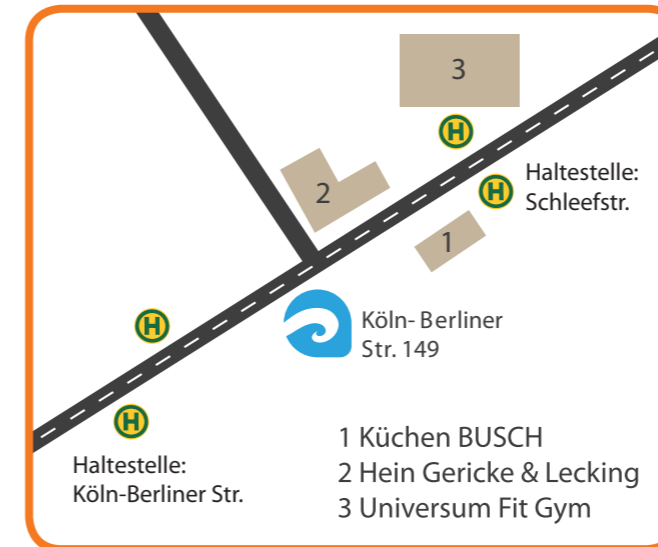 3
H
H
Haltestelle:
Schleefstr.
2
1
H
Köln- Berliner
Str. 149
H
Haltestelle:
Köln-Berliner Str.
1 Küchen BUSCH
2 Hein Gericke & Lecking
3 Universum Fit Gym